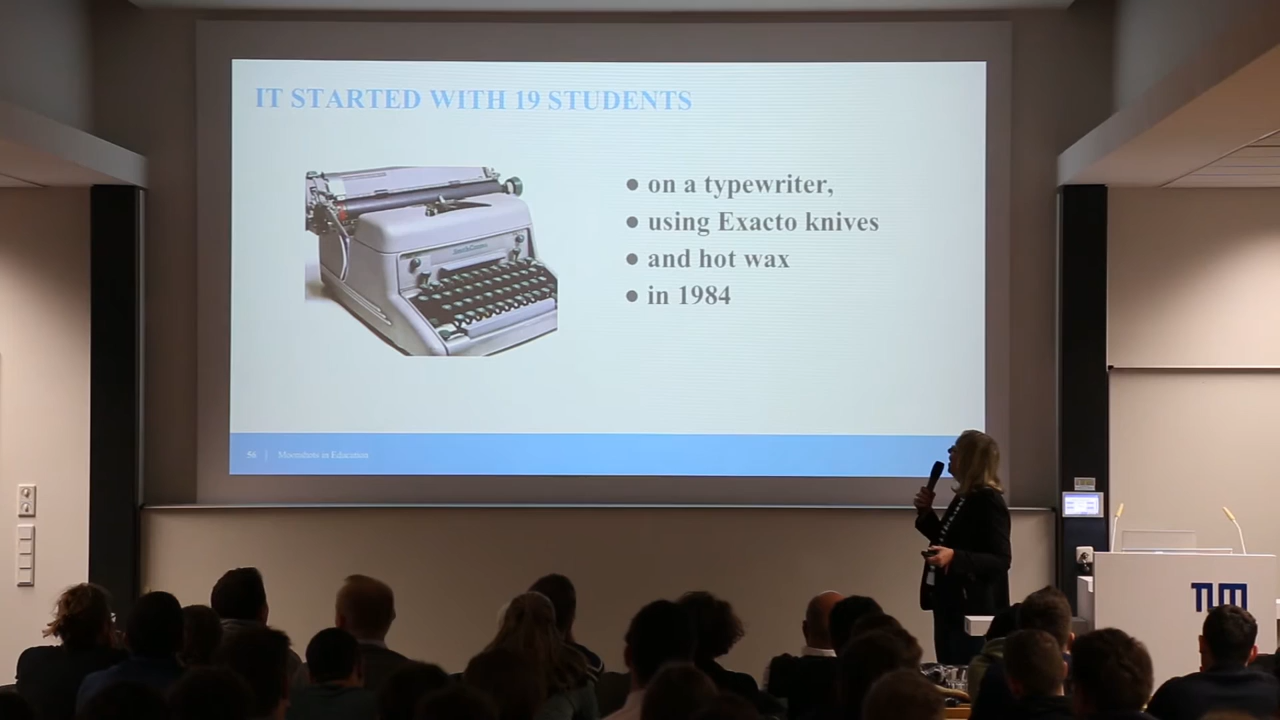 IT STARTED WITH 19 STUDENTS
● on a typewriter,
● using Exacto knives
● and hot wax
● in 1984
56 | Moonshots in Education
TUM